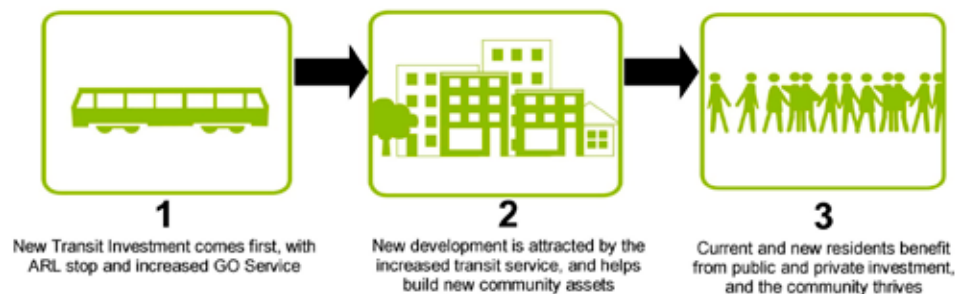 1
New Transit Investment comes first, with
ARL stop and increased GO Service
2
New development is attracted by the
increased transit service, and helps
build new community assets
3
Current and new residents benefit
from public and private investment,
and the community thrives